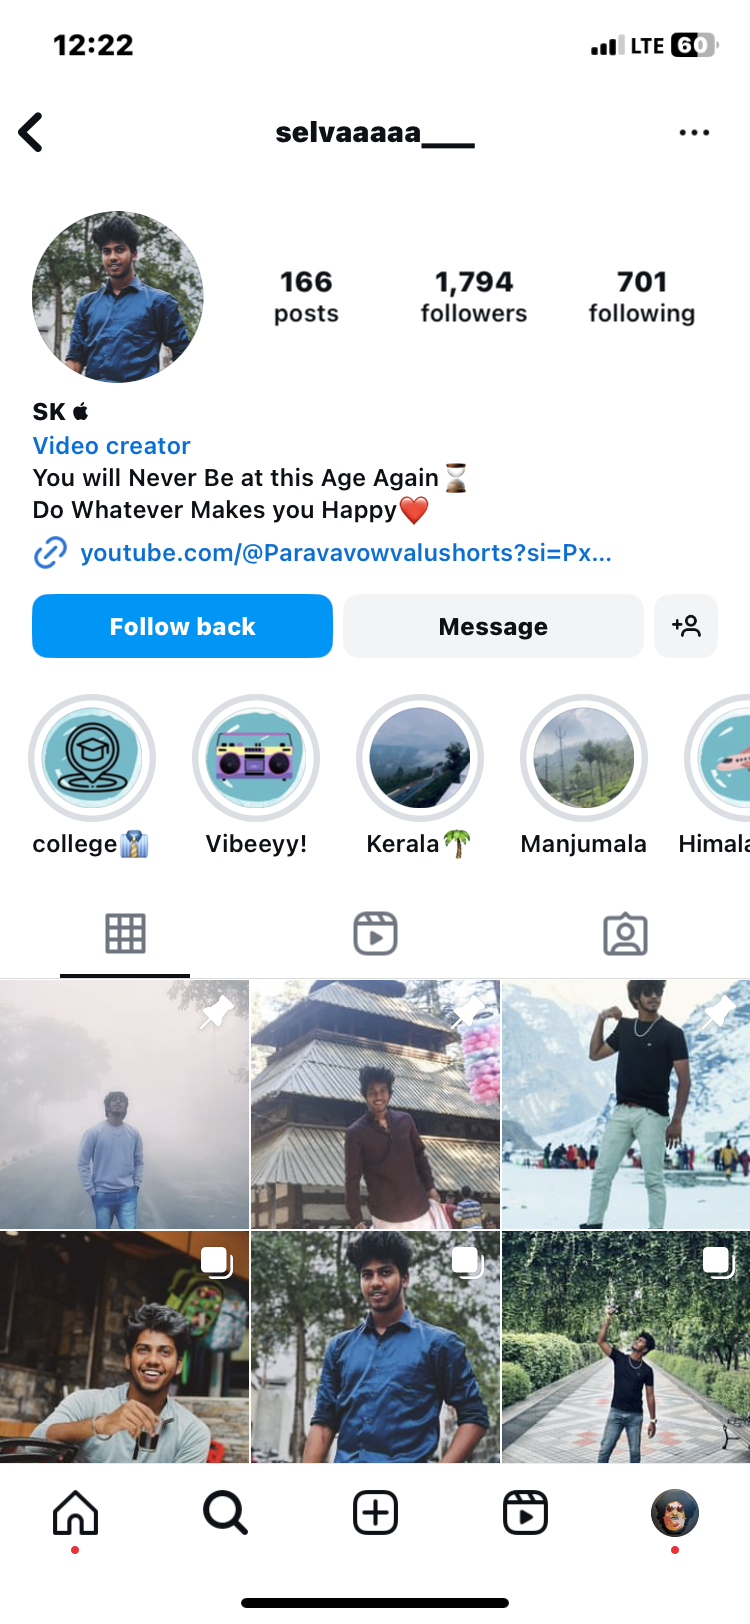 12:22
LTE 60
selvaaaaa___
166 1,794 701
posts followers following
SK 
Video creator
You will Never Be at this Age Again⏳
Do Whatever Makes you Happy❤️
youtube.com/@Paravavowvalushorts?si=Px...
Follow back Message
college👔 Vibeeyy! Kerala🌴 Manjumala Himala